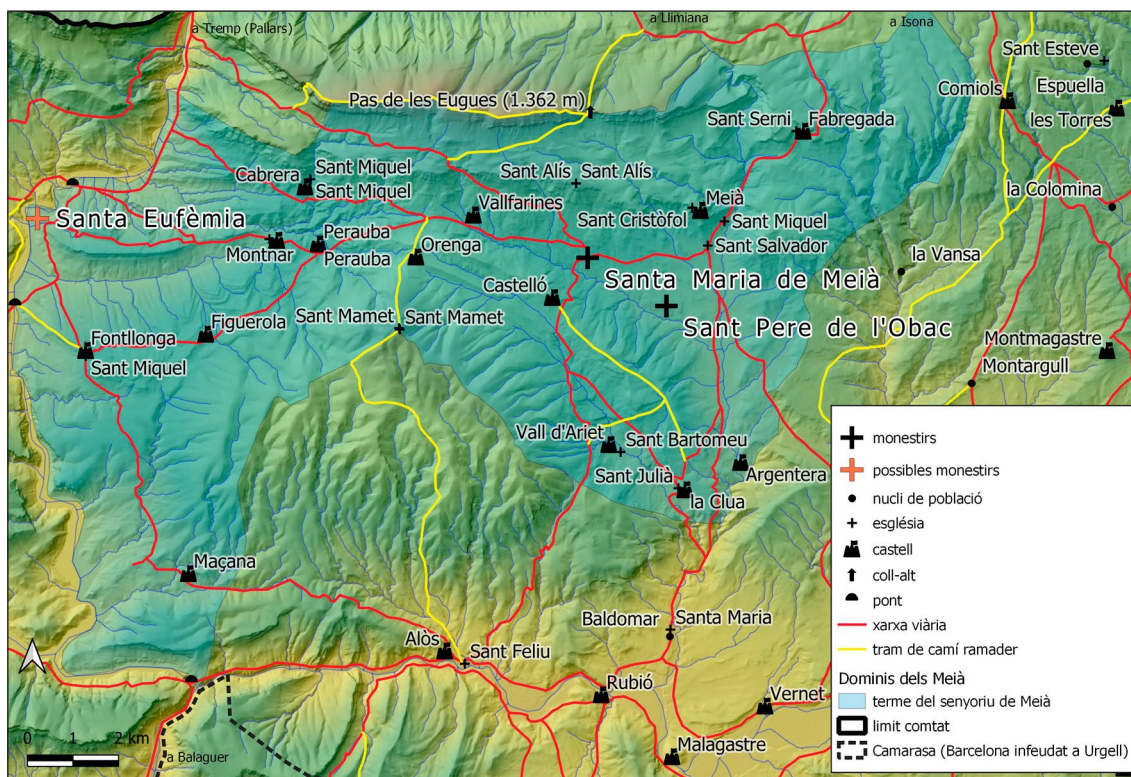 a Tremp (Pallars)
a Llimiana
a Isona
Sant Esteve
Espuella
Comiols
les Torres
Pas de les Eugues (1.362 m)
Sant Serni
Fabregada
Cabrera
Sant Miquel
Sant Miquel
Sant Alís
Sant Alís
Vallfarines
Meià
Sant Cristòfol
Sant Miquel
la Colomina
Santa Eufèmia
Montnar
Perauba
Perauba
Orenga
Sant Salvador
la Vansa
Castelló
Santa Maria de Meià
Sant Pere de l'Obac
Fontllonga
Sant Miquel
Figuerola
Sant Mamet
Sant Mamet
Montmagastre
Montargull
Vall d'Ariet
Sant Bartomeu
Sant Julià
la Clua
Argentera
Maçana
Baldomar
Santa Maria
Alòs
Sant Feliu
Rubió
Vernet
Malagastre
a Balaguer
0 1 2 km
monestirs
possibles monestirs
nucli de població
església
castell
coll-alt
pont
xarxa viària
tram de camí ramader
Dominis dels Meià
terme del senyoriu de Meià
limit comtat
Camarasa (Barcelona infeudat a Urgell)